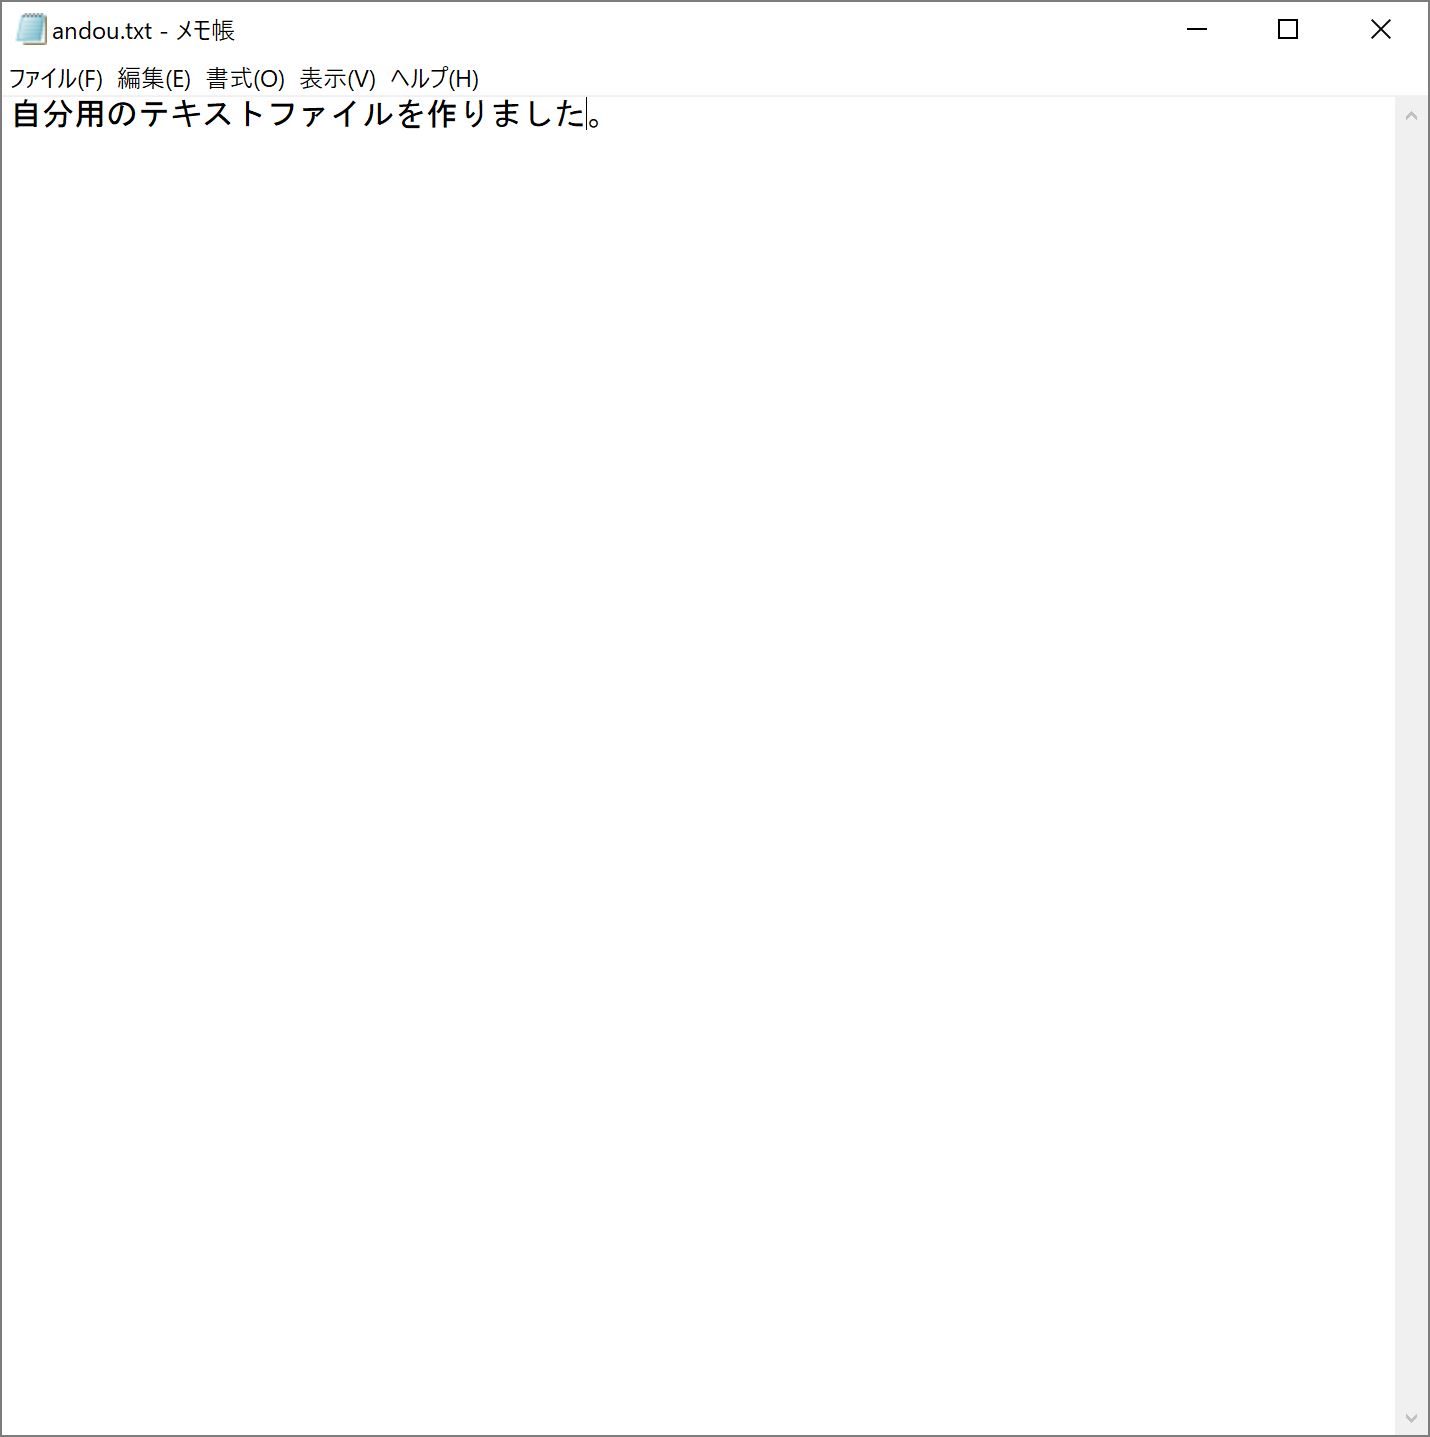 andou.txt - メモ帳
ファイル(F) 編集(E) 書式(O) 表示(V) ヘルプ(H)
自分用のテキストファイルを作りました。